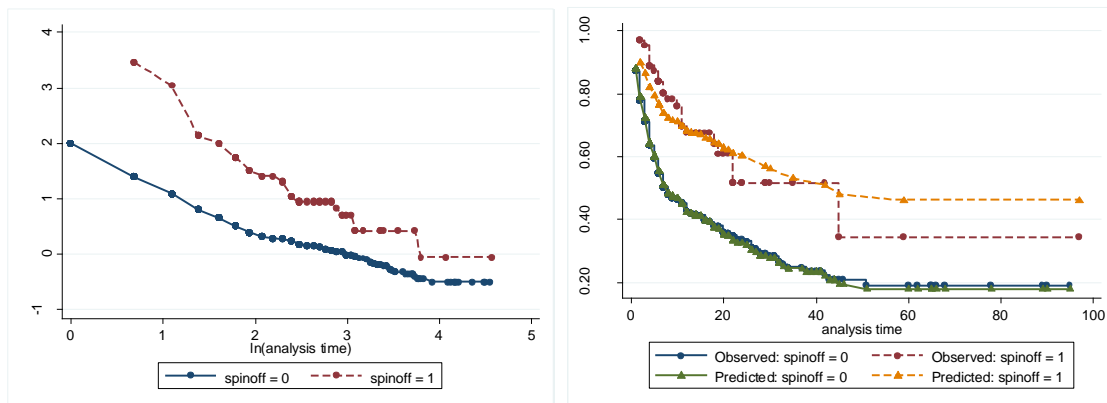 4
3
2
1
0
-1
0
1
2
3
4
5
ln(analysis time)
spinoff = 0
spinoff = 1
1.00
0.80
0.60
0.40
0.20
0
20
40
60
80
100
analysis time
Observed: spinoff = 0
Observed: spinoff = 1
Predicted: spinoff = 0
Predicted: spinoff = 1